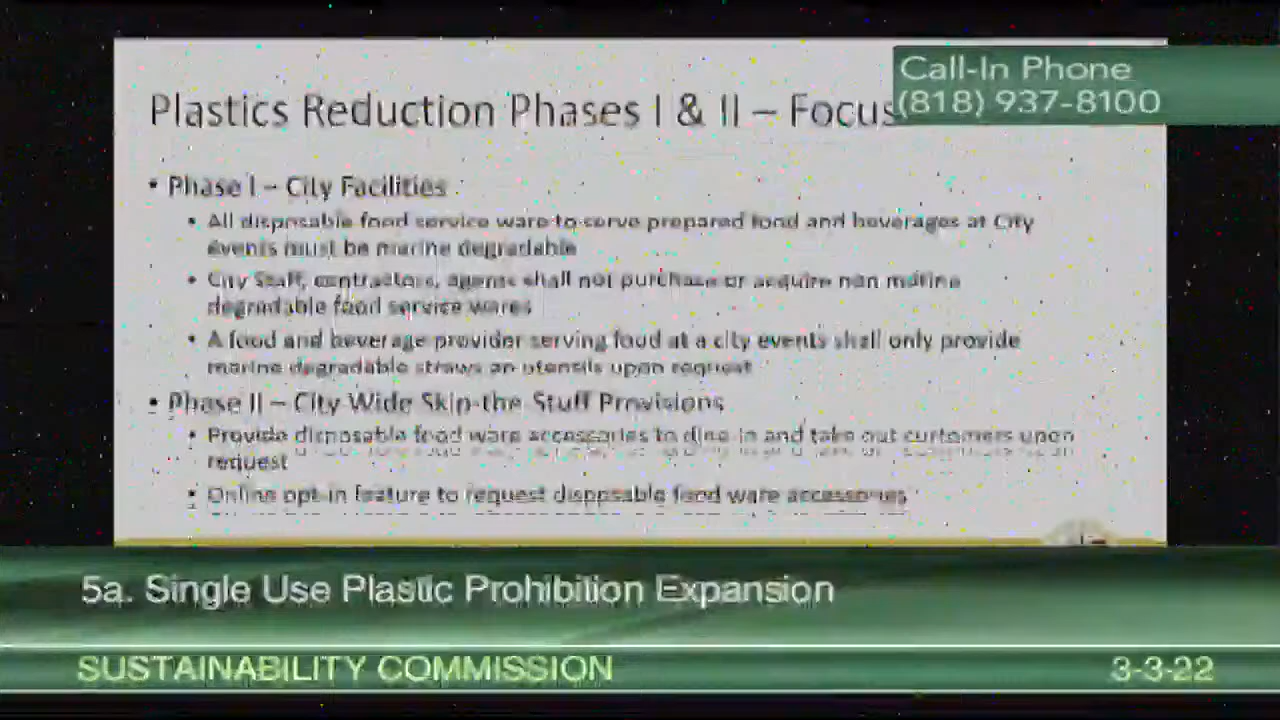 Call-In Phone
(818) 937-8100
Plastics Reduction Phases I & II – Focus
• Phase I – City Facilities
• All disposable food service ware to serve prepared food and beverages at City
events must be marine degradable
• City Staff, contractors, agents shall not purchase or acquire non marine
degradable food service wares
• A food and beverage provider serving food at a city events shall only provide
marine degradable straws an utensils upon request
• Phase II – City Wide Skip-the-Stuff Provisions
• Provide disposable food ware accessories to dine-in and take out customers upon
request
• Online opt-in feature to request disposable food ware accessories
5a. Single Use Plastic Prohibition Expansion
SUSTAINABILITY COMMISSION
3-3-22